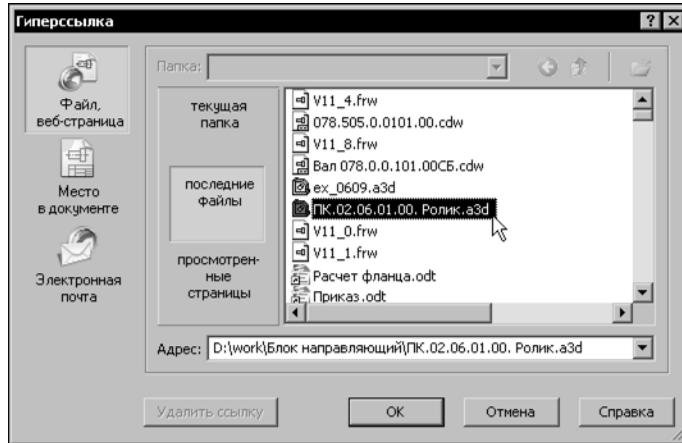 Гиперссылка
Файл,
веб-страница
Место
в документе
Электронная
почта
Папка:
текущая
папка
последние
файлы
просмотрен-
ные
страницы
V11_4.frw
078.505.0.0101.00.cdw
V11_8.frw
Вал 078.0.0.101.00СБ.cdw
ex_0609.a3d
ПК.02.06.01.00. Ролик.a3d
V11_0.frw
V11_1.frw
Расчет фланца.odt
Приказ.odt
Адрес: D:\work\Блок направляющий\ПК.02.06.01.00. Ролик.a3d
Удалить ссылку
OK
Отмена
Справка